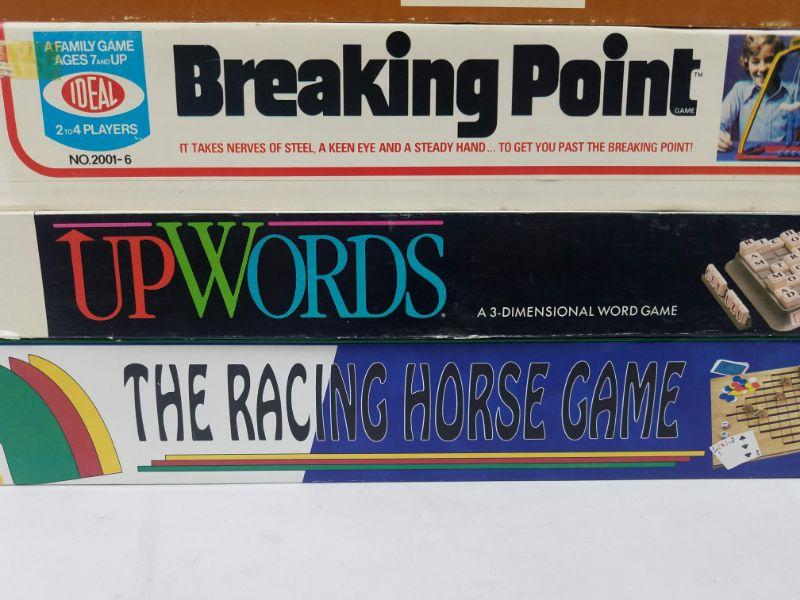 A FAMILY GAME
AGES 7 AND UP
IDEAL
2 TO 4 PLAYERS
NO. 2001-6
Breaking Point™
GAME
IT TAKES NERVES OF STEEL, A KEEN EYE AND A STEADY HAND... TO GET YOU PAST THE BREAKING POINT!
UPWORDS®
A 3-DIMENSIONAL WORD GAME
THE RACING HORSE GAME